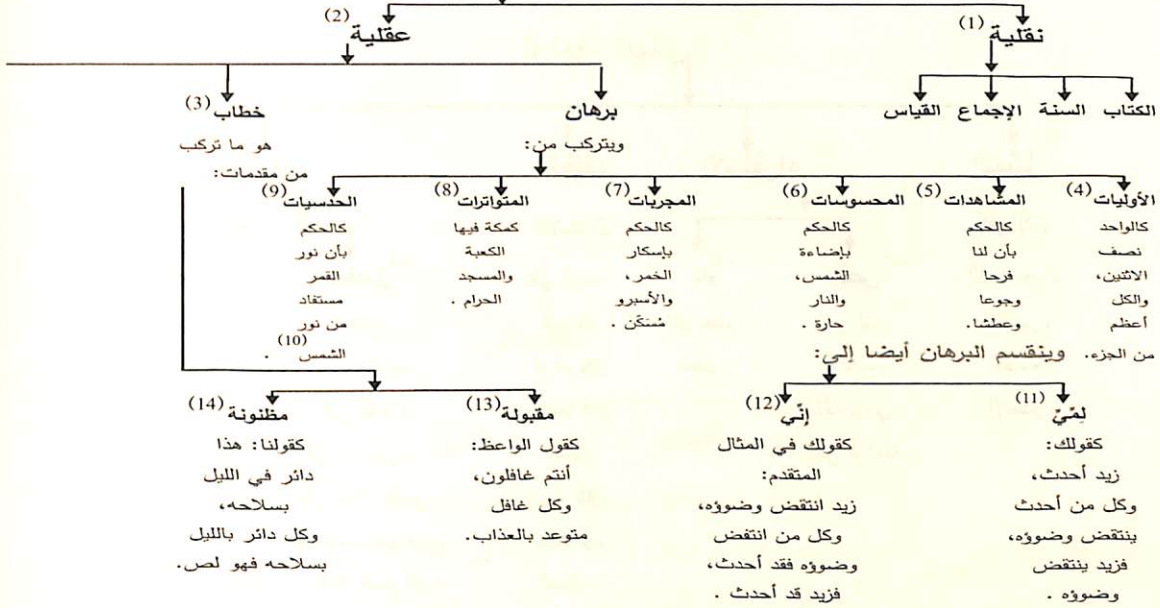 نقلية (1)
عقلية (2)
الكتاب السنة الإجماع القياس
برهان
خطاب (3)
ويتركب من:
هو ما تركب
من مقدمات:
الأوليات (4)
كالواحد
نصف
الاثنين،
والكل
أعظم
من الجزء.
المشاهدات (5)
كالحكم
بأن لنا
فرحا
وجوعا
وعطشا.
المحسوسات (6)
كالحكم
بإضاءة
الشمس،
والنار
حارة .
المجربات (7)
كالحكم
بإسكار
الخمر،
والأسبرو
مُسَكّن .
المتواترات (8)
كمكة فيها
الكعبة
والمسجد
الحرام .
الحدسيات (9)
كالحكم
بأن نور
القمر
مستفاد
من نور
الشمس (10) .
وينقسم البرهان أيضا إلى:
لِمِّيّ (11)
كقولك:
زيد أحدث،
وكل من أحدث
ينتقض وضوؤه،
فزيد ينتقض
وضوؤه .
إنّي (12)
كقولك في المثال
المتقدم:
زيد انتقض وضوؤه،
وكل من انتقض
وضوؤه فقد أحدث،
فزيد قد أحدث .
مقبولة (13)
كقول الواعظ:
أنتم غافلون،
وكل غافل
متوعد بالعذاب.
مظنونة (14)
كقولنا: هذا
دائر في الليل
بسلاحه،
وكل دائر بالليل
بسلاحه فهو لص.